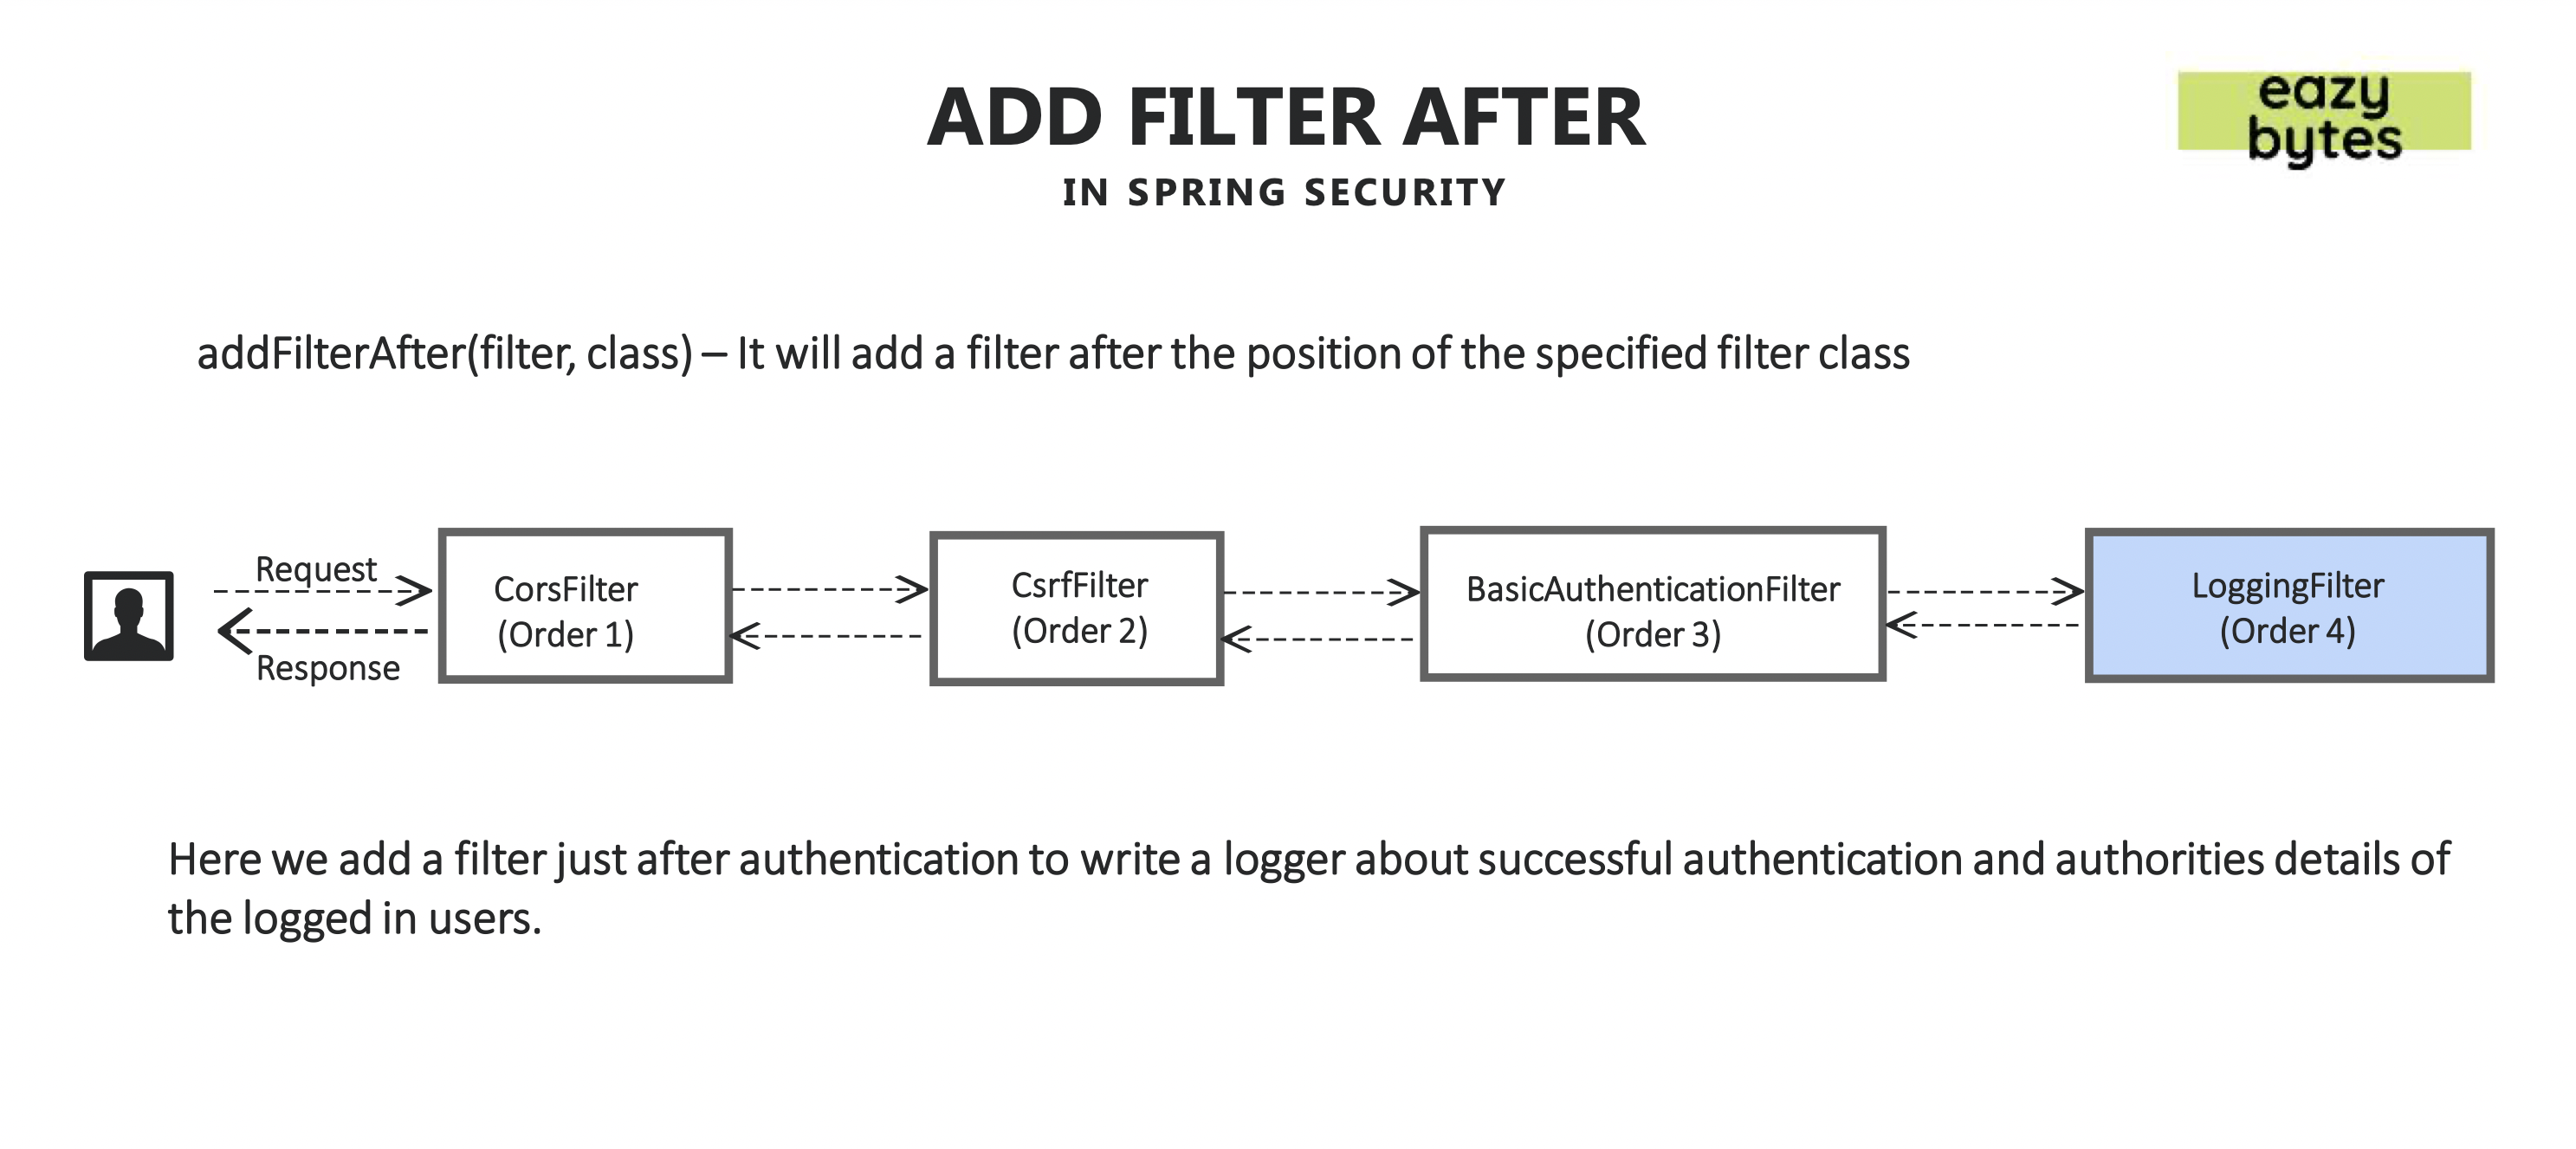 ADD FILTER AFTER
IN SPRING SECURITY
eazy
bytes
addFilterAfter(filter, class) – It will add a filter after the position of the specified filter class
Request
Response
CorsFilter
(Order 1)
CsrfFilter
(Order 2)
BasicAuthenticationFilter
(Order 3)
LoggingFilter
(Order 4)
Here we add a filter just after authentication to write a logger about successful authentication and authorities details of
the logged in users.